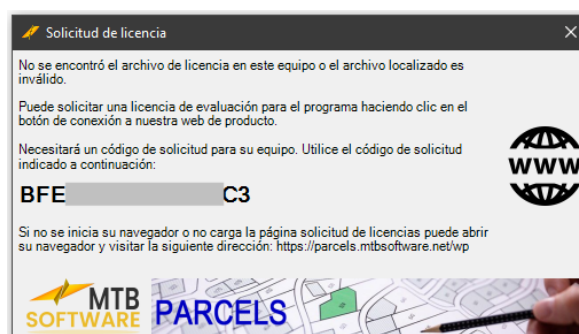 Solicitud de licencia
No se encontró el archivo de licencia en este equipo o el archivo localizado es
inválido.
Puede solicitar una licencia de evaluación para el programa haciendo clic en el
botón de conexión a nuestra web de producto.
Necesitará un código de solicitud para su equipo. Utilice el código de solicitud
indicado a continuación:
WWW
BFE C3
Si no se inicia su navegador o no carga la página solicitud de licencias puede abrir
su navegador y visitar la siguiente dirección: https://parcels.mtbsoftware.net/wp
MTB
SOFTWARE
PARCELS